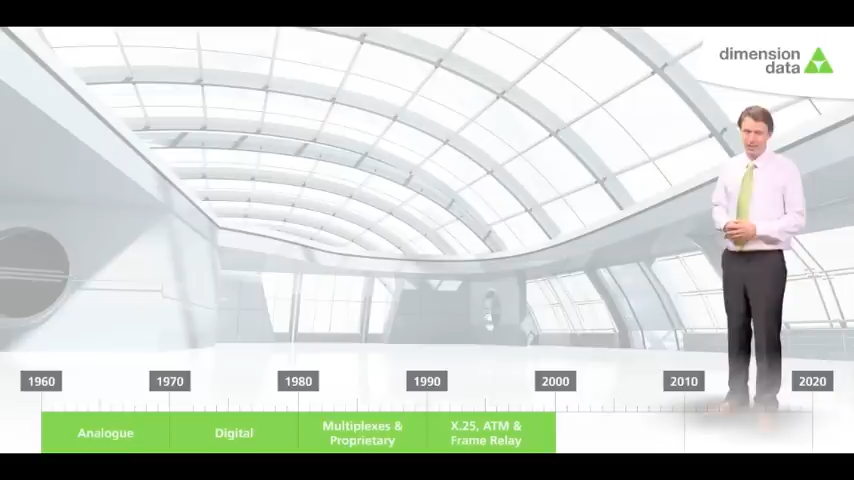 dimension
data
1960
1970
1980
1990
2000
2010
2020
Analogue
Digital
Multiplexes &
Proprietary
X.25, ATM &
Frame Relay